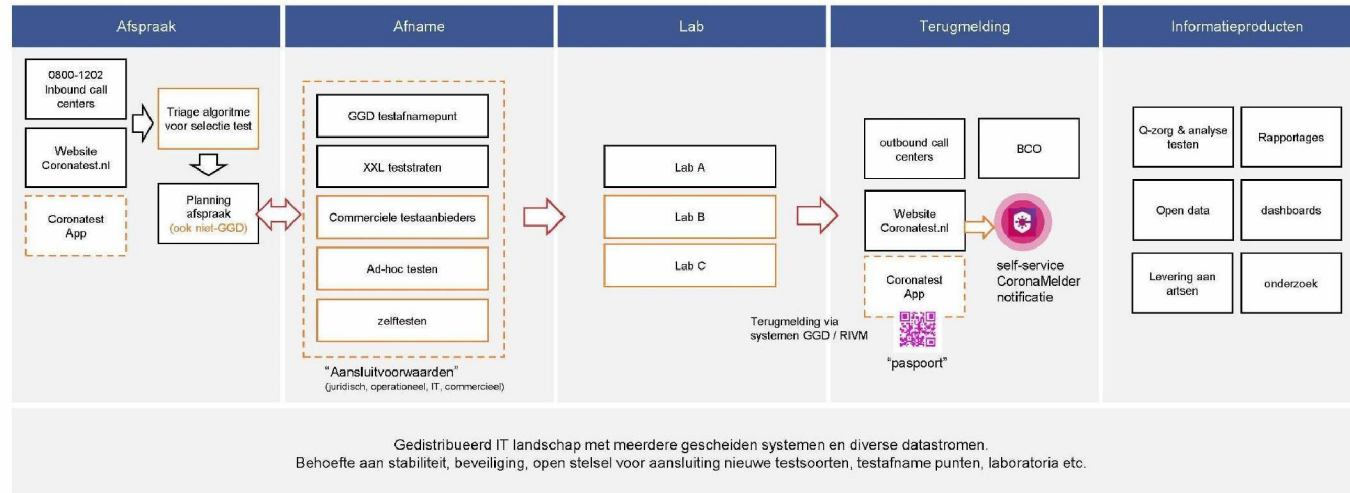 Afspraak
Afname
Lab
Terugmelding
Informatieproducten
0800-1202
Inbound call
centers
Website
Coronatest.nl
Coronatest
App
Triage algoritme
voor selectie test
Planning
afspraak
(ook niet-GGD)
GGD testafnamepunt
XXL teststraten
Commerciele testaanbieders
Ad-hoc testen
zelftesten
“Aansluitvoorwaarden”
(juridisch, operationeel, IT, commercieel)
Lab A
Lab B
Lab C
Terugmelding via
systemen GGD / RIVM
outbound call
centers
BCO
Website
Coronatest.nl
Coronatest
App
“paspoort”
self-service
CoronaMelder
notificatie
Q-zorg & analyse
testen
Rapportages
Open data
dashboards
Levering aan
artsen
onderzoek
Gedistribueerd IT landschap met meerdere gescheiden systemen en diverse datastromen.
Behoefte aan stabiliteit, beveiliging, open stelsel voor aansluiting nieuwe testsoorten, testafname punten, laboratoria etc.